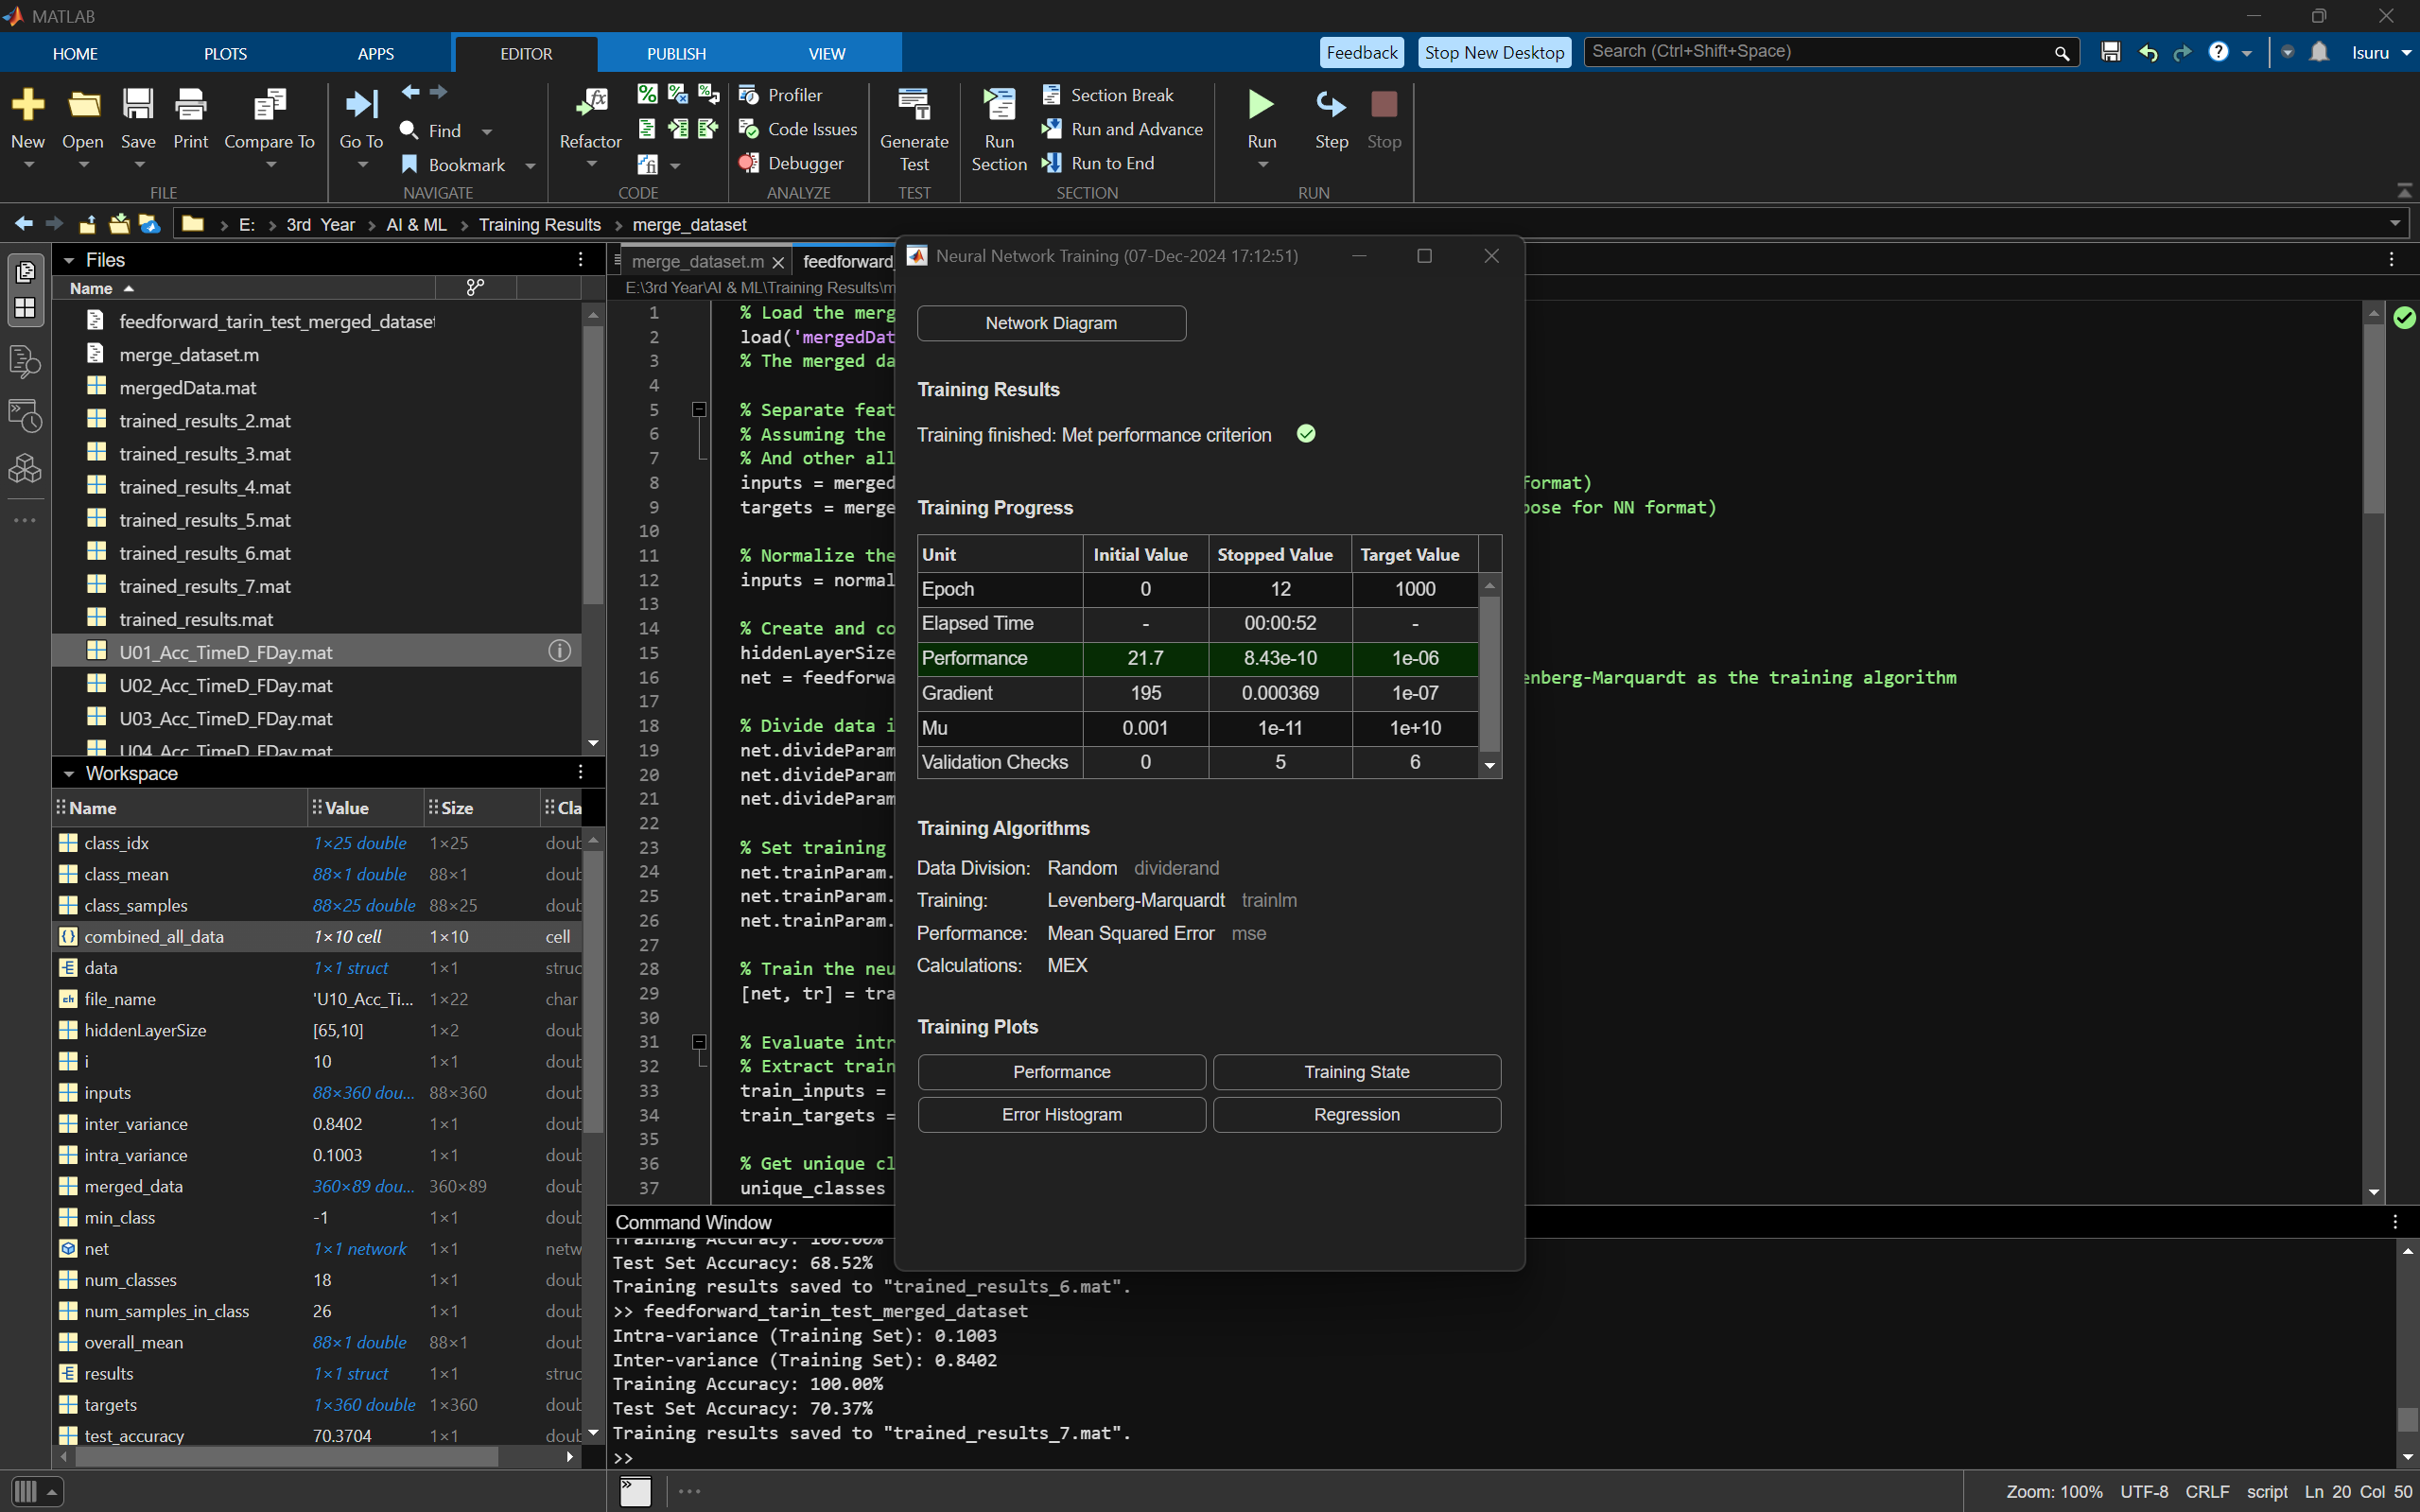 MATLAB
HOME PLOTS APPS EDITOR PUBLISH VIEW Feedback Stop New Desktop Search (Ctrl+Shift+Space) Isuru
New Open Save Print Compare To
FILE
Go To Find Bookmark
NAVIGATE
Refactor
CODE
Profiler
Code Issues
Debugger
ANALYZE
Generate Test
TEST
Run Section
Section Break
Run and Advance
Run to End
SECTION
Run Step Stop
RUN
E: › 3rd Year › AI & ML › Training Results › merge_dataset
Files
Name
feedforward_tarin_test_merged_dataset
merge_dataset.m
mergedData.mat
trained_results_2.mat
trained_results_3.mat
trained_results_4.mat
trained_results_5.mat
trained_results_6.mat
trained_results_7.mat
trained_results.mat
U01_Acc_TimeD_FDay.mat
U02_Acc_TimeD_FDay.mat
U03_Acc_TimeD_FDay.mat
U04_Acc_TimeD_FDay.mat
Workspace
Name Value Size Cla
class_idx 1×25 double 1×25 doub
class_mean 88×1 double 88×1 doub
class_samples 88×25 double 88×25 doub
combined_all_data 1×10 cell 1×10 cell
data 1×1 struct 1×1 struc
file_name 'U10_Acc_Ti... 1×22 char
hiddenLayerSize [65,10] 1×2 doub
i 10 1×1 doub
inputs 88×360 dou... 88×360 doub
inter_variance 0.8402 1×1 doub
intra_variance 0.1003 1×1 doub
merged_data 360×89 dou... 360×89 doub
min_class -1 1×1 doub
net 1×1 network 1×1 netw
num_classes 18 1×1 doub
num_samples_in_class 26 1×1 doub
overall_mean 88×1 double 88×1 doub
results 1×1 struct 1×1 struc
targets 1×360 double 1×360 doub
test_accuracy 70.3704 1×1 doub
merge_dataset.m feedforward_
E:\3rd Year\AI & ML\Training Results\m
1 % Load the merg
2 load('mergedDat
3 % The merged da
4
5 % Separate feat
6 % Assuming the
7 % And other all
8 inputs = merged format)
9 targets = merge pose for NN format)
10
11 % Normalize the
12 inputs = normal
13
14 % Create and co
15 hiddenLayerSize
16 net = feedforwa enberg-Marquardt as the training algorithm
17
18 % Divide data i
19 net.divideParam
20 net.divideParam
21 net.divideParam
22
23 % Set training
24 net.trainParam.
25 net.trainParam.
26 net.trainParam.
27
28 % Train the neu
29 [net, tr] = tra
30
31 % Evaluate intr
32 % Extract train
33 train_inputs =
34 train_targets =
35
36 % Get unique cl
37 unique_classes
Neural Network Training (07-Dec-2024 17:12:51)
Network Diagram
Training Results
Training finished: Met performance criterion
Training Progress
Unit Initial Value Stopped Value Target Value
Epoch 0 12 1000
Elapsed Time - 00:00:52 -
Performance 21.7 8.43e-10 1e-06
Gradient 195 0.000369 1e-07
Mu 0.001 1e-11 1e+10
Validation Checks 0 5 6
Training Algorithms
Data Division: Random dividerand
Training: Levenberg-Marquardt trainlm
Performance: Mean Squared Error mse
Calculations: MEX
Training Plots
Performance Training State
Error Histogram Regression
Command Window
Training Accuracy: 100.00%
Test Set Accuracy: 68.52%
Training results saved to "trained_results_6.mat".
>> feedforward_tarin_test_merged_dataset
Intra-variance (Training Set): 0.1003
Inter-variance (Training Set): 0.8402
Training Accuracy: 100.00%
Test Set Accuracy: 70.37%
Training results saved to "trained_results_7.mat".
>>
Zoom: 100% UTF-8 CRLF script Ln 20 Col 50